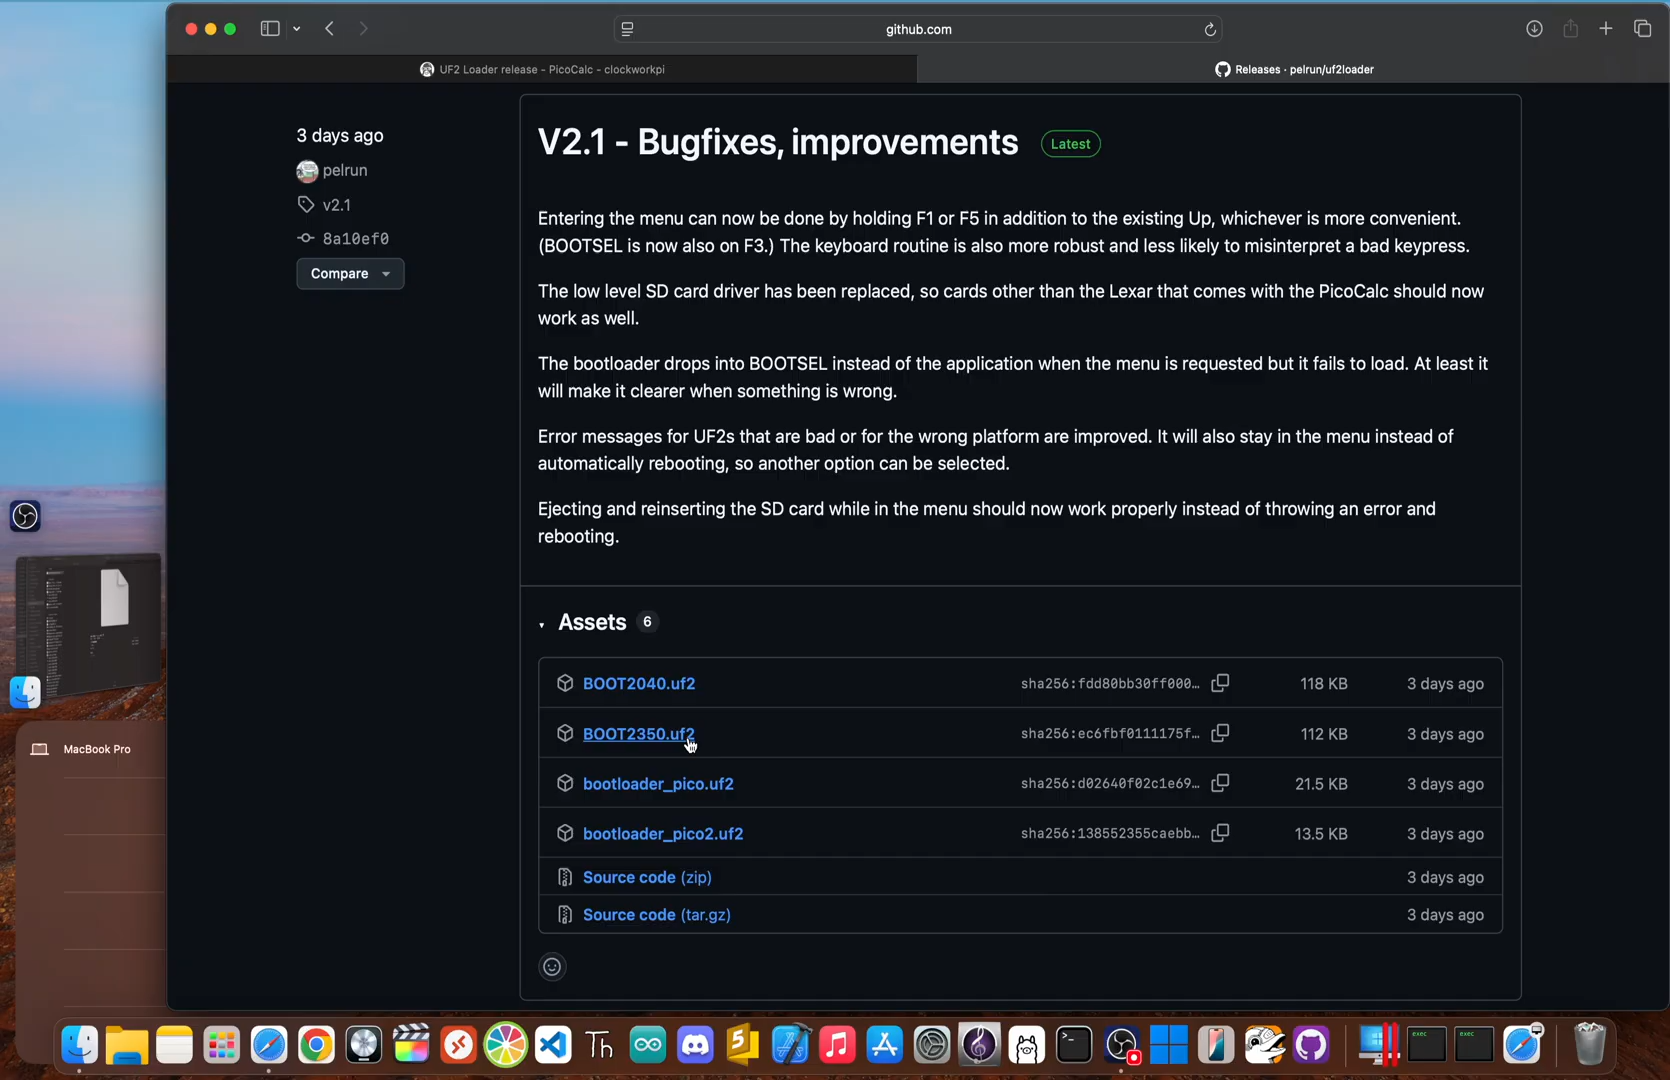 github.com
UF2 Loader release - PicoCalc - clockworkpi
Releases · pelrun/uf2loader
3 days ago
pelrun
v2.1
8a10ef0
Compare
V2.1 - Bugfixes, improvements
Latest
Entering the menu can now be done by holding F1 or F5 in addition to the existing Up, whichever is more convenient.
(BOOTSEL is now also on F3.) The keyboard routine is also more robust and less likely to misinterpret a bad keypress.
The low level SD card driver has been replaced, so cards other than the Lexar that comes with the PicoCalc should now
work as well.
The bootloader drops into BOOTSEL instead of the application when the menu is requested but it fails to load. At least it
will make it clearer when something is wrong.
Error messages for UF2s that are bad or for the wrong platform are improved. It will also stay in the menu instead of
automatically rebooting, so another option can be selected.
Ejecting and reinserting the SD card while in the menu should now work properly instead of throwing an error and
rebooting.
Assets 6
BOOT2040.uf2 sha256:fdd80bb30ff000… 118 KB 3 days ago
BOOT2350.uf2 sha256:ec6fbf0111175f… 112 KB 3 days ago
bootloader_pico.uf2 sha256:d02640f02c1e69… 21.5 KB 3 days ago
bootloader_pico2.uf2 sha256:138552355caebb… 13.5 KB 3 days ago
Source code (zip) 3 days ago
Source code (tar.gz) 3 days ago
MacBook Pro
Th
exec
exec